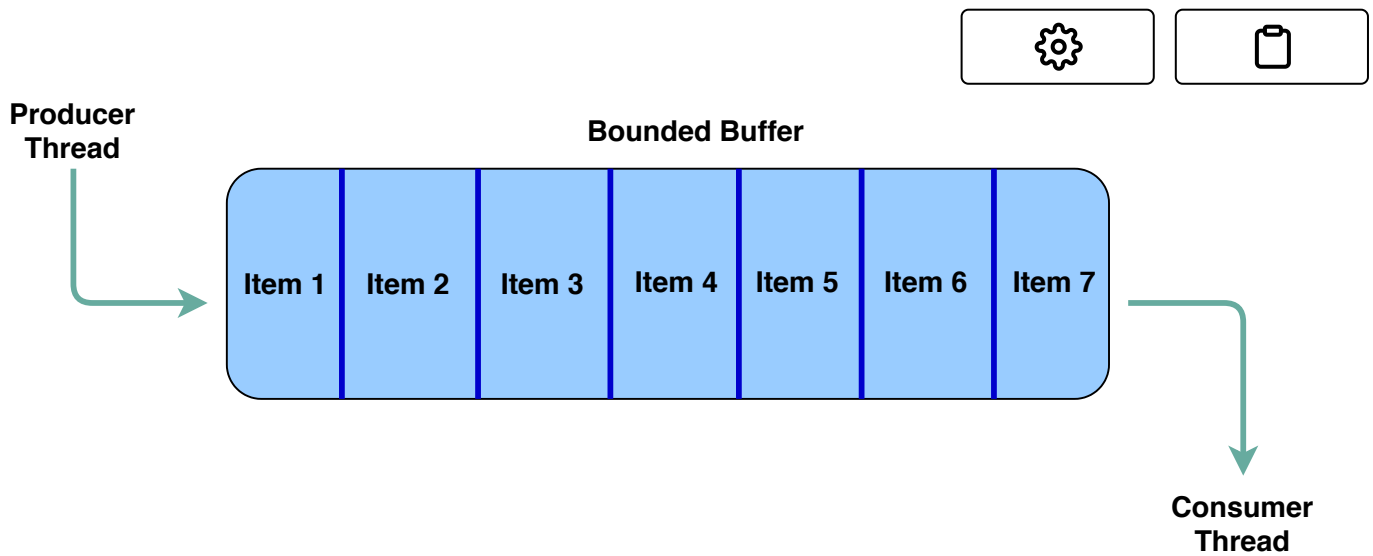 Producer
Thread
Bounded Buffer
Item 1
Item 2
Item 3
Item 4
Item 5
Item 6
Item 7
Consumer
Thread